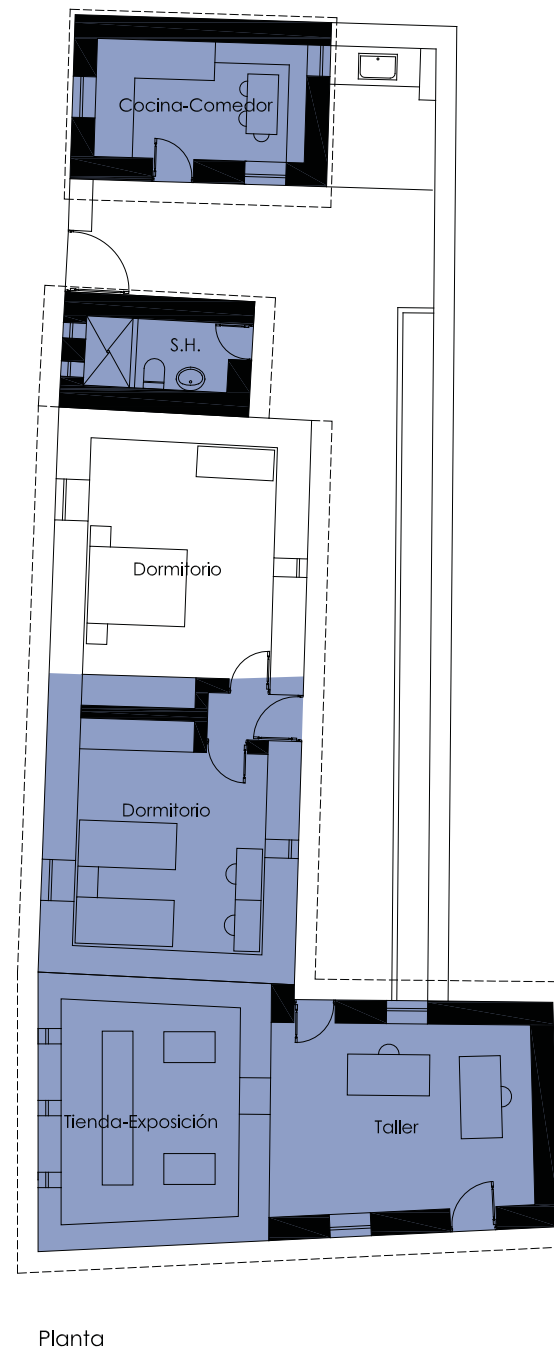 Cocina-Comedor
S.H.
Dormitorio
Dormitorio
Tienda-Exposición
Taller
Planta